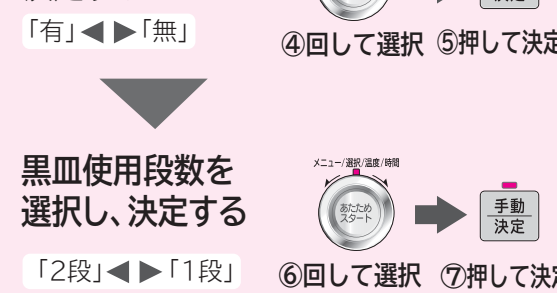 「有」◀ ▶「無」
④回して選択 ⑤押して決定
黒皿使用段数を
選択し、決定する
メニュー/選択/温度/時間
あたため
スタート
手動
決定
「2段」◀ ▶「1段」
⑥回して選択 ⑦押して決定